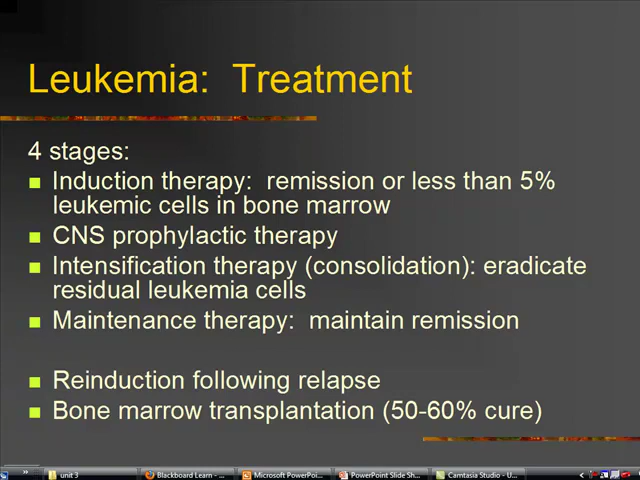 Leukemia: Treatment
4 stages:
Induction therapy: remission or less than 5%
leukemic cells in bone marrow
CNS prophylactic therapy
Intensification therapy (consolidation): eradicate
residual leukemia cells
Maintenance therapy: maintain remission
Reinduction following relapse
Bone marrow transplantation (50-60% cure)
unit 3
Blackboard Learn - ...
Microsoft PowerPoi...
PowerPoint Slide Sh...
Camtasia Studio - U...